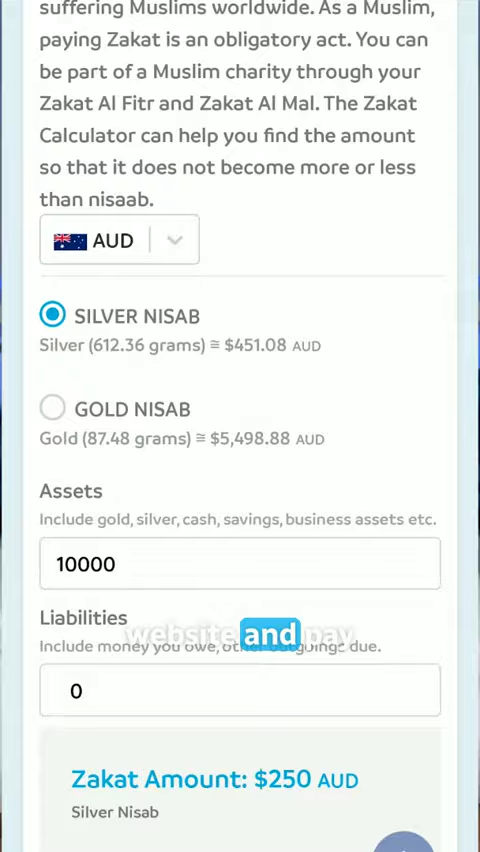 suffering Muslims worldwide. As a Muslim,
paying Zakat is an obligatory act. You can
be part of a Muslim charity through your
Zakat Al Fitr and Zakat Al Mal. The Zakat
Calculator can help you find the amount
so that it does not become more or less
than nisaab.
AUD
SILVER NISAB
Silver (612.36 grams) ≅ $451.08 AUD
GOLD NISAB
Gold (87.48 grams) ≅ $5,498.88 AUD
Assets
Include gold, silver, cash, savings, business assets etc.
10000
Liabilities
website and pay
Include money you owe, other outgoings due.
0
Zakat Amount: $250 AUD
Silver Nisab